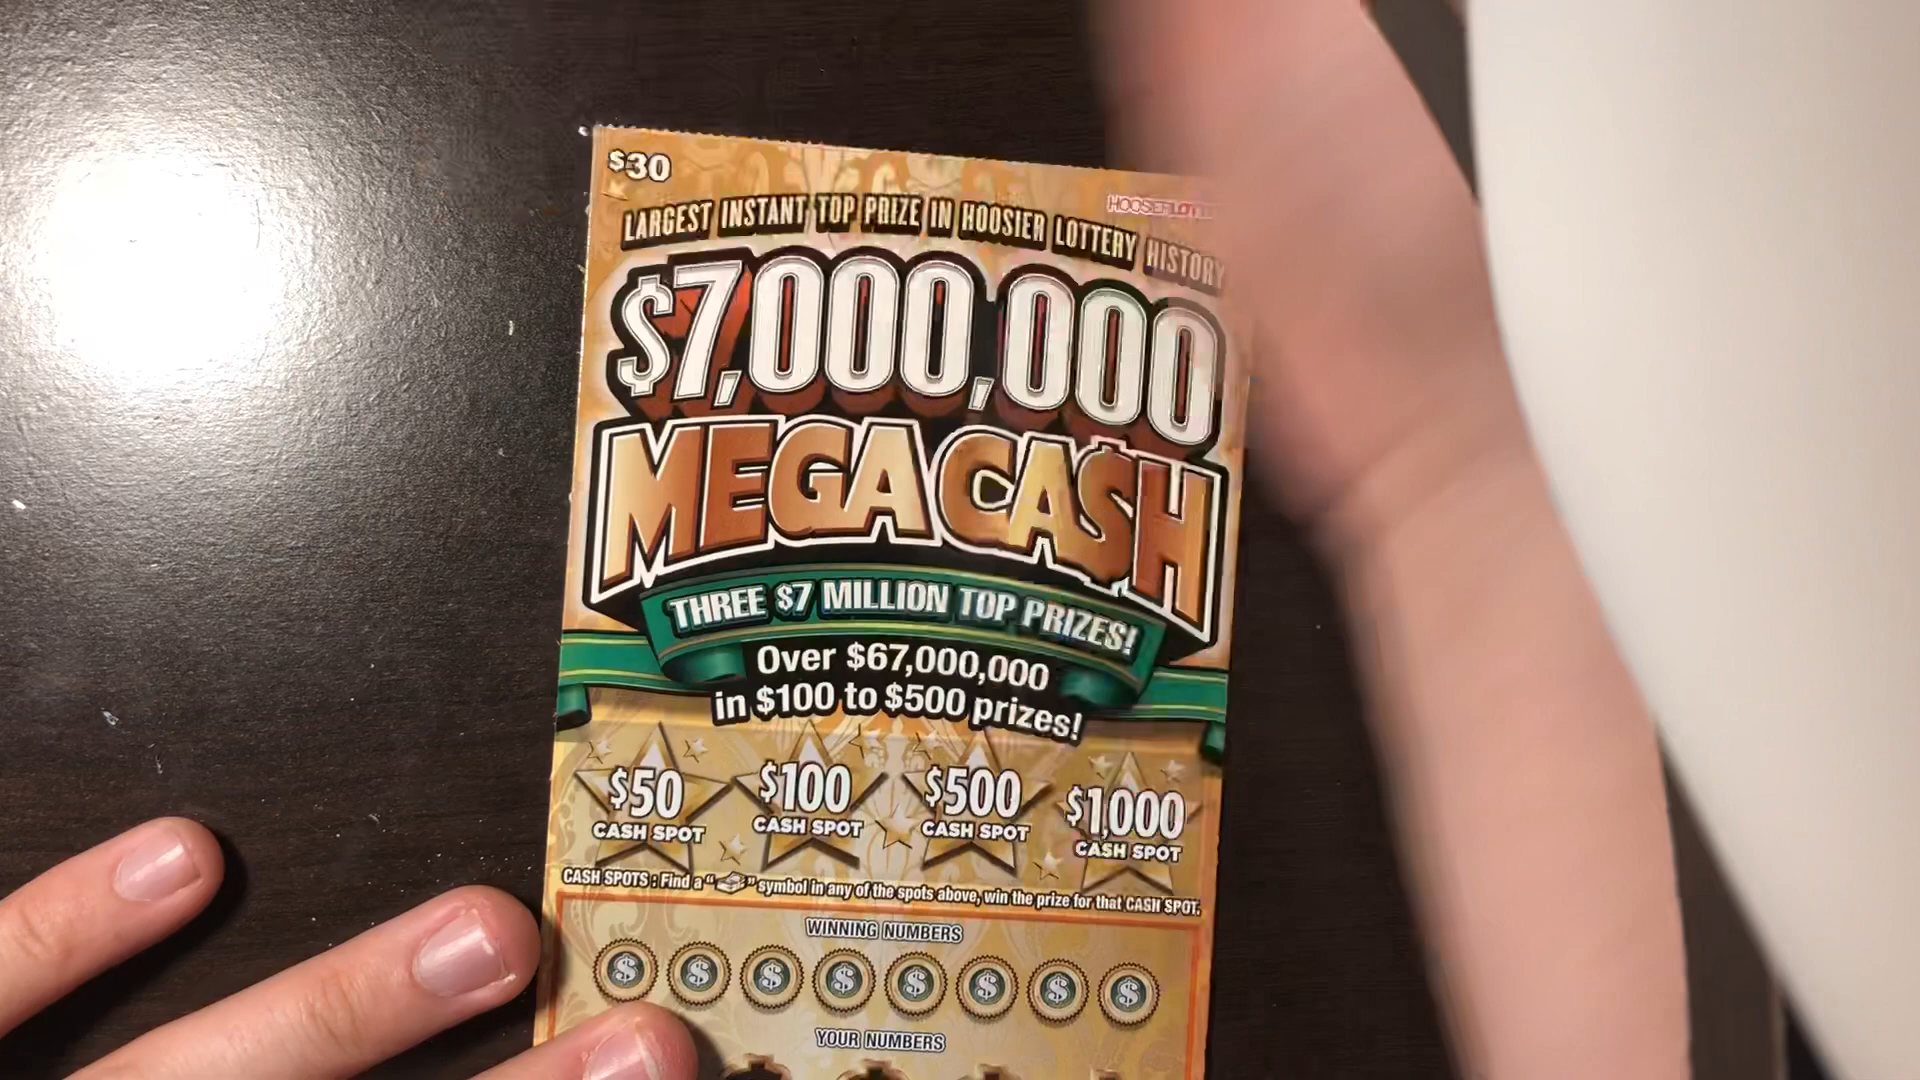 $30
HOOSIER LOTTERY
LARGEST INSTANT TOP PRIZE IN HOOSIER LOTTERY HISTORY
$7,000,000
MEGA CA$H
THREE $7 MILLION TOP PRIZES!
Over $67,000,000
in $100 to $500 prizes!
$50 $100 $500 $1,000
CASH SPOT CASH SPOT CASH SPOT CASH SPOT
CASH SPOTS: Find a " " symbol in any of the spots above, win the prize for that CASH SPOT.
WINNING NUMBERS
$ $ $ $ $ $ $ $
YOUR NUMBERS